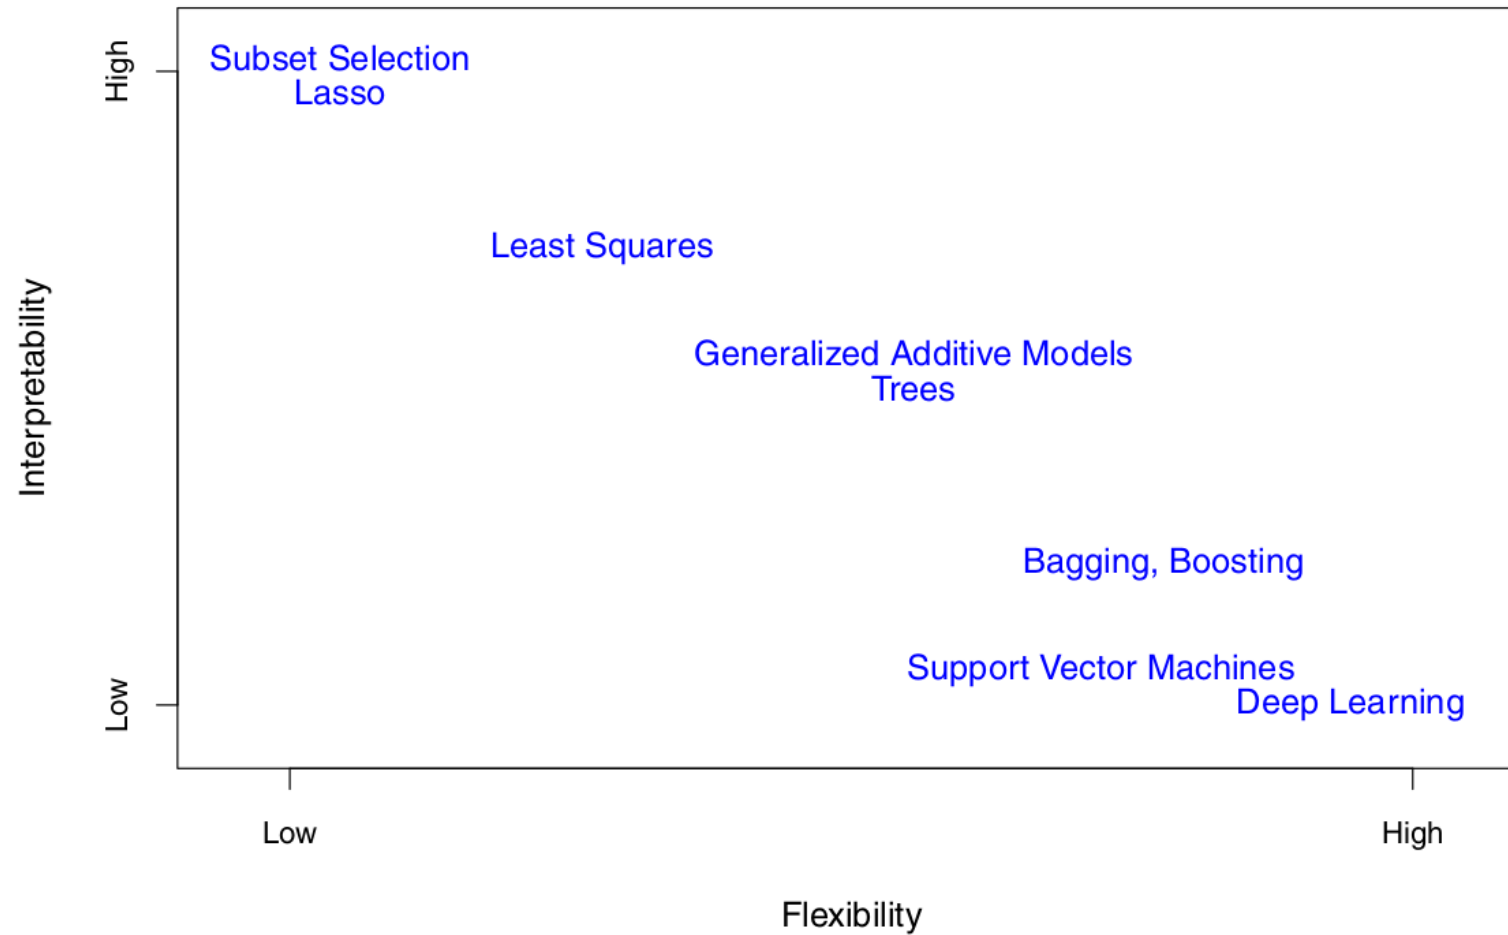 High
Subset Selection
Lasso
Least Squares
Interpretability
Generalized Additive Models
Trees
Bagging, Boosting
Support Vector Machines
Low
Deep Learning
Low
High
Flexibility